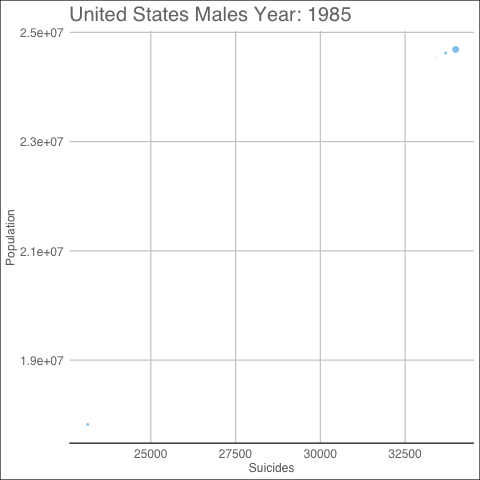 United States Males Year: 1985
2.5e+07
2.3e+07
2.1e+07
1.9e+07
Population
25000 27500 30000 32500
Suicides